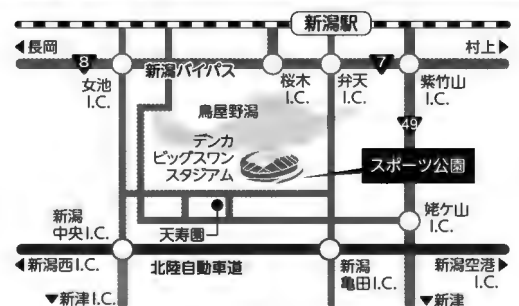 新潟駅
◀長岡
村上▶
8
新潟バイパス
7
女池
I.C.
桜木
I.C.
弁天
I.C.
紫竹山
I.C.
鳥屋野潟
49
デンカ
ビッグスワン
スタジアム
スポーツ公園
新潟
中央I.C.
天寿園
姥ケ山
I.C.
◀新潟西I.C.
北陸自動車道
新潟
亀田I.C.
新潟空港▶
I.C.
▼新津I.C.
▼新津